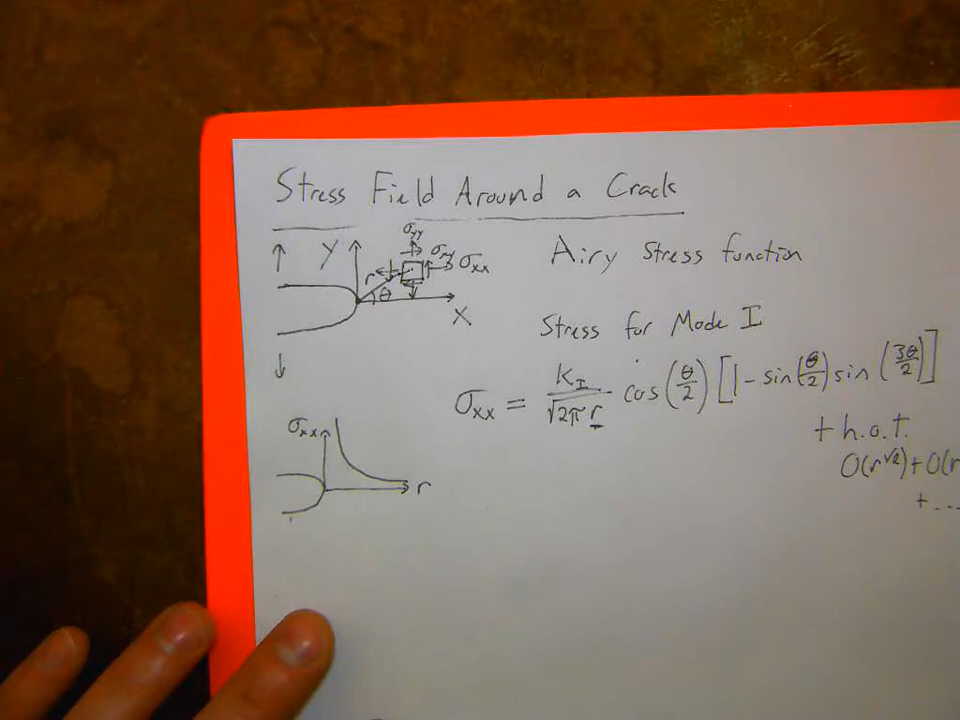 Stress Field Around a Crack
σyy
Y
σxy
σxx
r
θ
X
Airy Stress function
Stress for Mode I
σxx = K_I / √2πr cos(θ/2) [1 - sin(θ/2) sin(3θ/2)]
+ h.o.t.
O(r^1/2) + O(r
+ ...
σxx
r